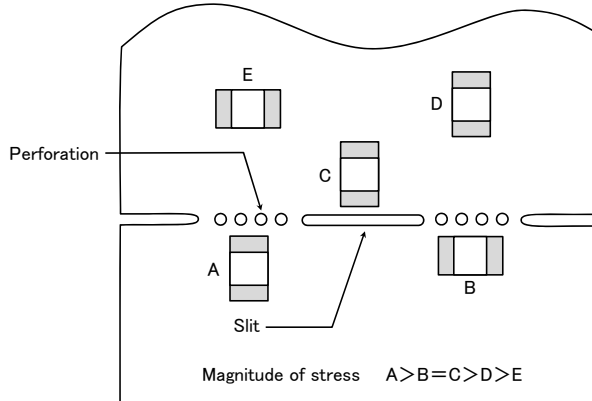 E
D
Perforation
C
A
B
Slit
Magnitude of stress A>B=C>D>E